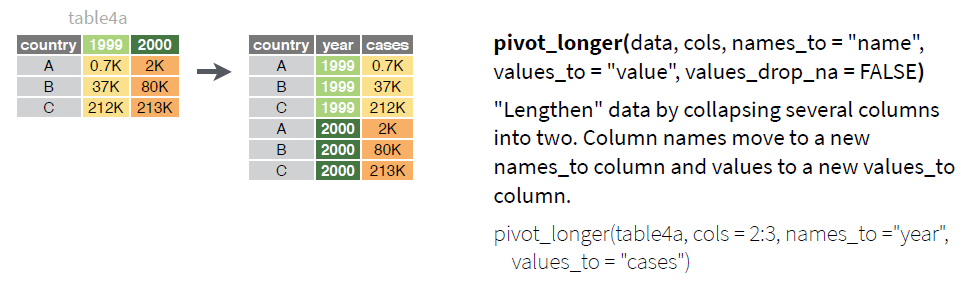 table4a
country 1999 2000
A 0.7K 2K
B 37K 80K
C 212K 213K
country year cases
A 1999 0.7K
B 1999 37K
C 1999 212K
A 2000 2K
B 2000 80K
C 2000 213K
pivot_longer(data, cols, names_to = "name",
values_to = "value", values_drop_na = FALSE)
"Lengthen" data by collapsing several columns
into two. Column names move to a new
names_to column and values to a new values_to
column.
pivot_longer(table4a, cols = 2:3, names_to ="year",
values_to = "cases")